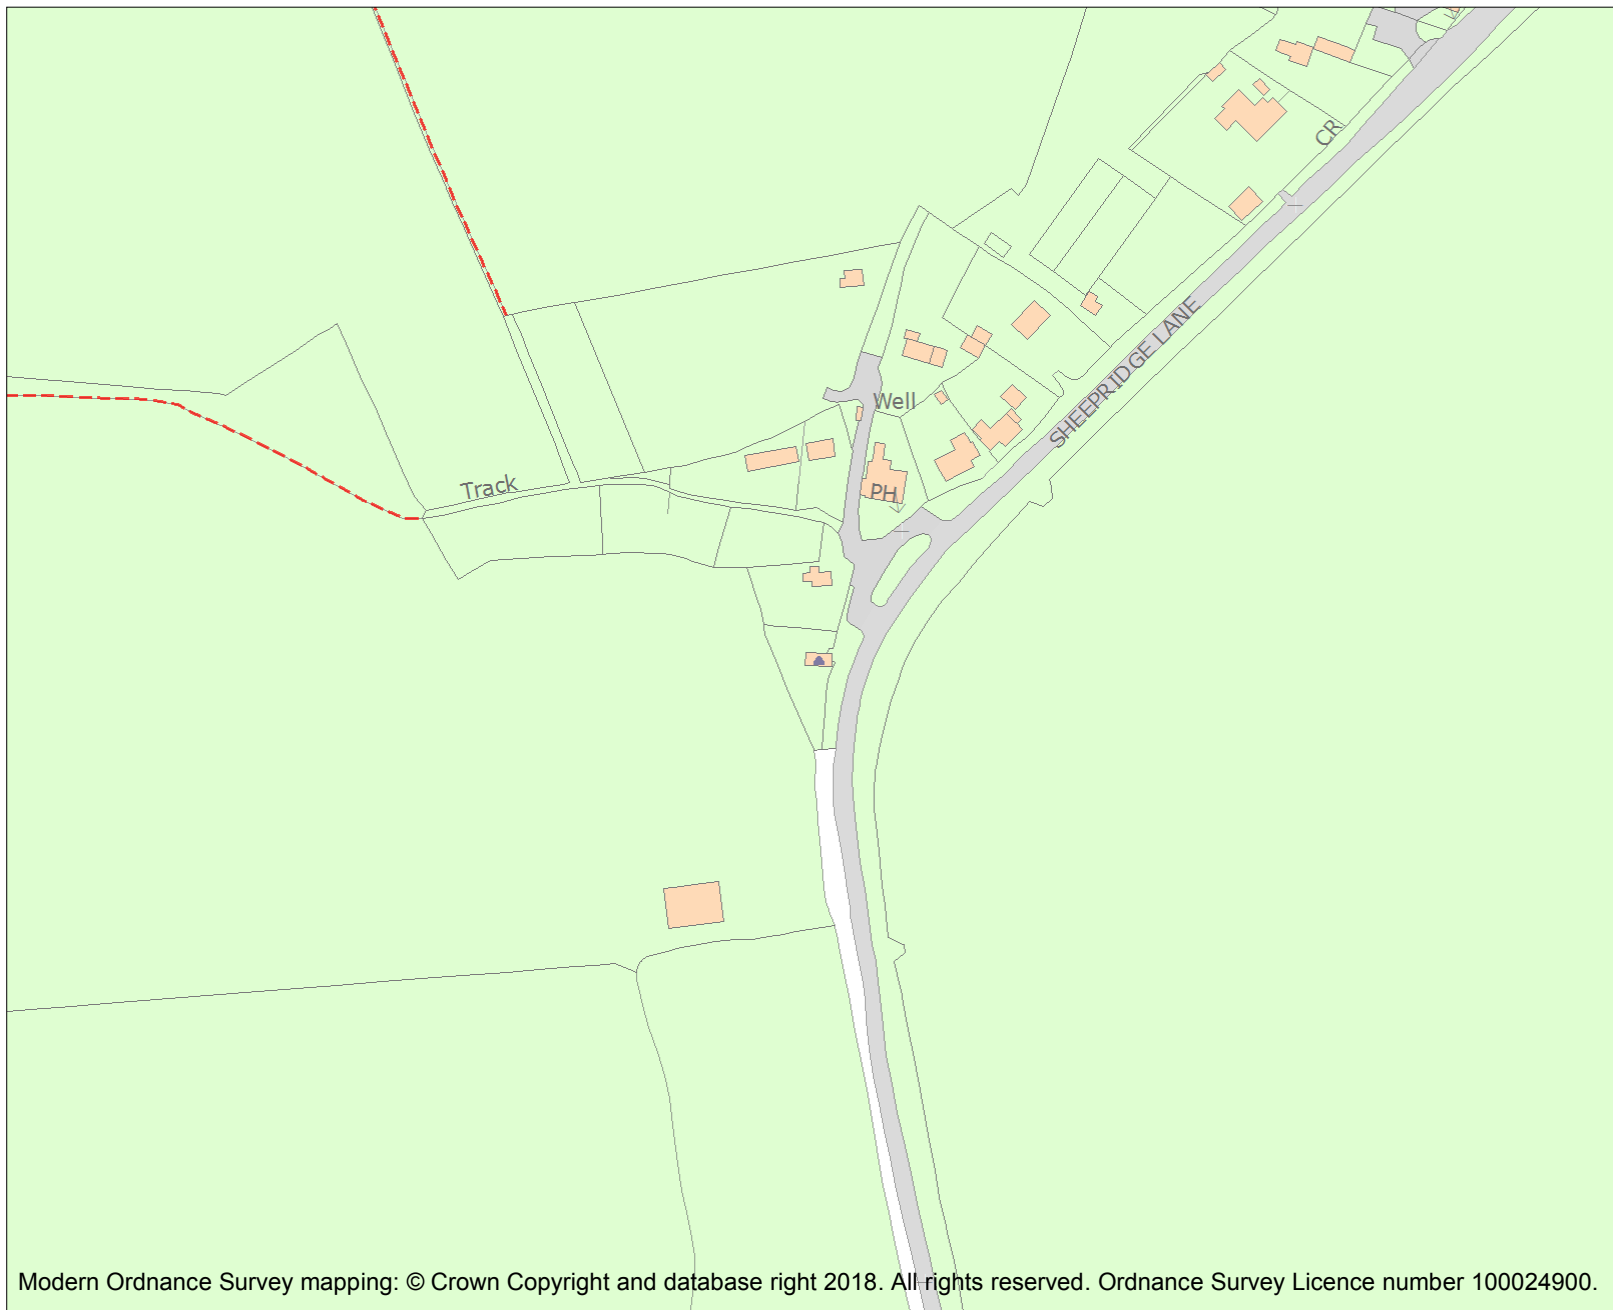 CR
SHEEPRIDGE LANE
Well
Track
PH
Modern Ordnance Survey mapping: © Crown Copyright and database right 2018. All rights reserved. Ordnance Survey Licence number 100024900.